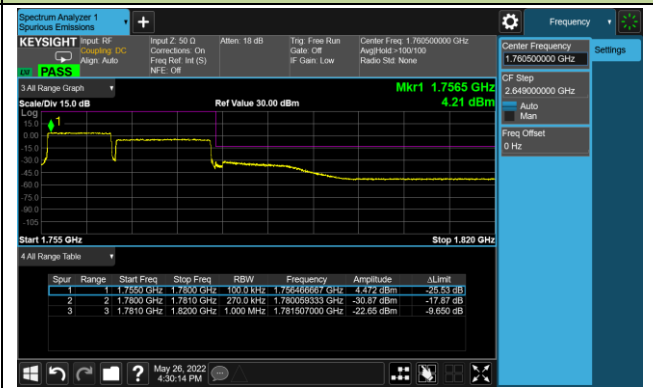 Spectrum Analyzer 1
Spurious Emissions
Frequency
KEYSIGHT
Input: RF
Coupling: DC
Align: Auto
Input Z: 50 Ω
Corrections: On
Freq Ref: Int (S)
NFE: Off
Atten: 18 dB
Trig: Free Run
Gate: Off
IF Gain: Low
Center Freq: 1.760500000 GHz
Avg|Hold:>100/100
Radio Std: None
PASS
Center Frequency
1.760500000 GHz
Settings
CF Step
2.649000000 GHz
Auto
Man
Freq Offset
0 Hz
3 All Range Graph
Mkr1 1.7565 GHz
4.21 dBm
Scale/Div 15.0 dB
Ref Value 30.00 dBm
Log
1
15.0
0.00
-15.0
-30.0
-45.0
-60.0
-75.0
-90.0
-105
Start 1.755 GHz
Stop 1.820 GHz
4 All Range Table
Spur Range Start Freq Stop Freq RBW Frequency Amplitude ΔLimit
1 1 1.7550 GHz 1.7800 GHz 100.0 kHz 1.756466667 GHz 4.472 dBm -25.53 dB
2 2 1.7800 GHz 1.7810 GHz 270.0 kHz 1.780059333 GHz -30.87 dBm -17.87 dB
3 3 1.7810 GHz 1.8200 GHz 1.000 MHz 1.781507000 GHz -22.65 dBm -9.650 dB
May 26, 2022
4:30:14 PM